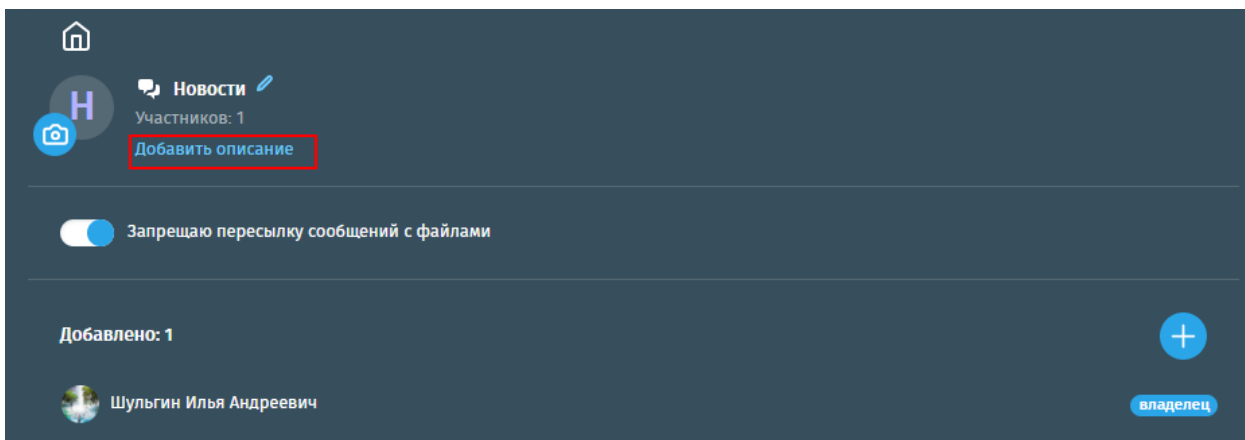 Новости
Н
Участников: 1
Добавить описание
Запрещаю пересылку сообщений с файлами
Добавлено: 1
Шульгин Илья Андреевич
владелец